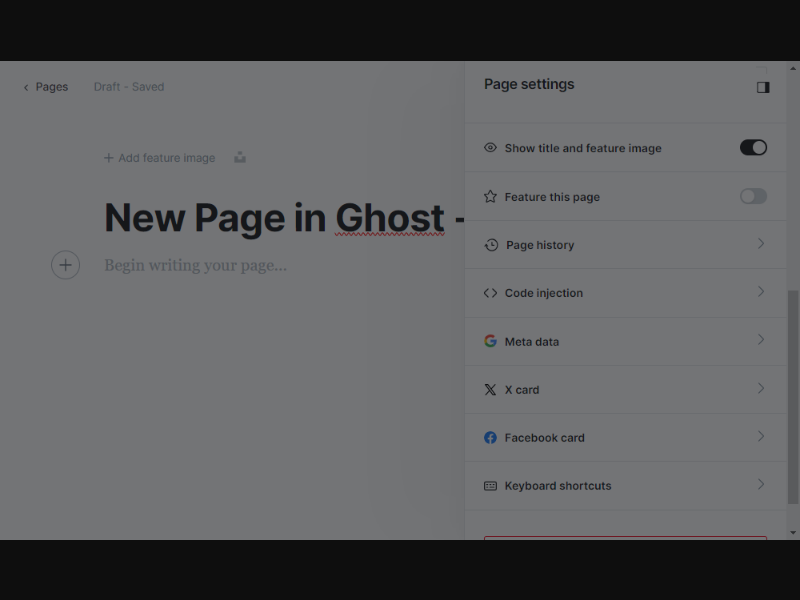 Pages
Draft - Saved
Page settings
Add feature image
New Page in Ghost -
Begin writing your page...
Show title and feature image
Feature this page
Page history
Code injection
Meta data
X card
Facebook card
Keyboard shortcuts